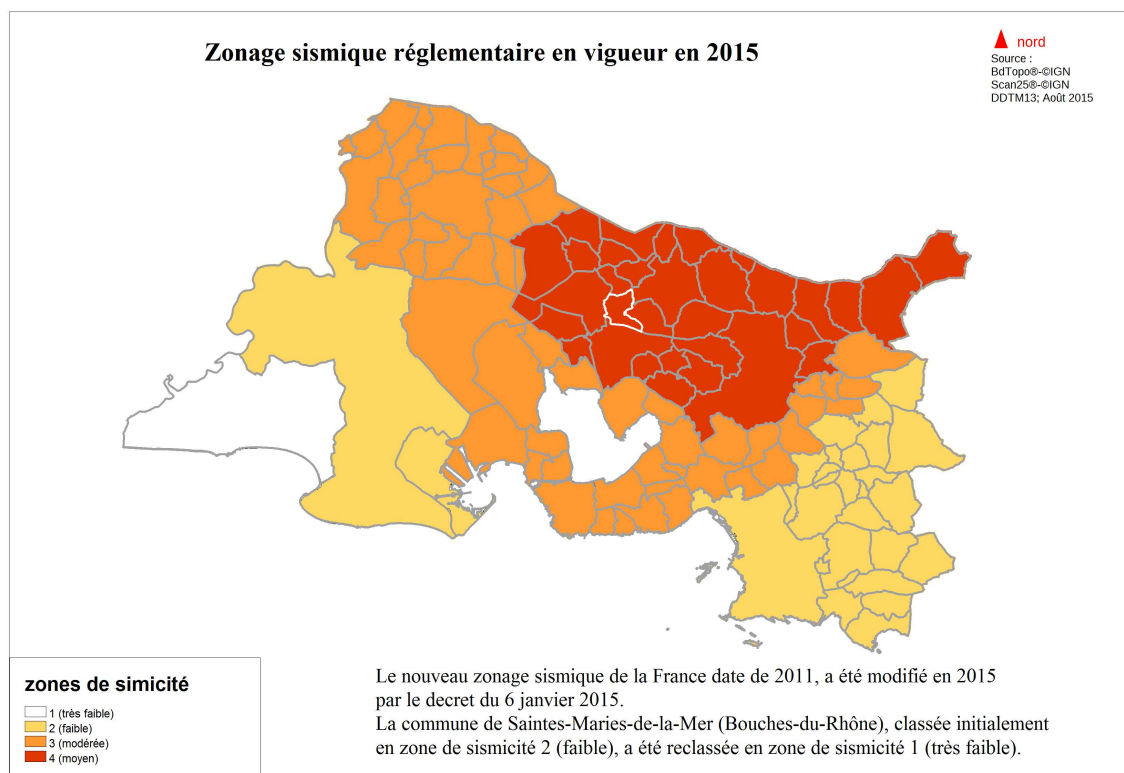 Zonage sismique réglementaire en vigueur en 2015
nord
Source :
BdTopo®-©IGN
Scan25®-©IGN
DDTM13; Août 2015
zones de simicité
1 (très faible)
2 (faible)
3 (modérée)
4 (moyen)
Le nouveau zonage sismique de la France date de 2011, a été modifié en 2015
par le decret du 6 janvier 2015.
La commune de Saintes-Maries-de-la-Mer (Bouches-du-Rhône), classée initialement
en zone de sismicité 2 (faible), a été reclassée en zone de sismicité 1 (très faible).